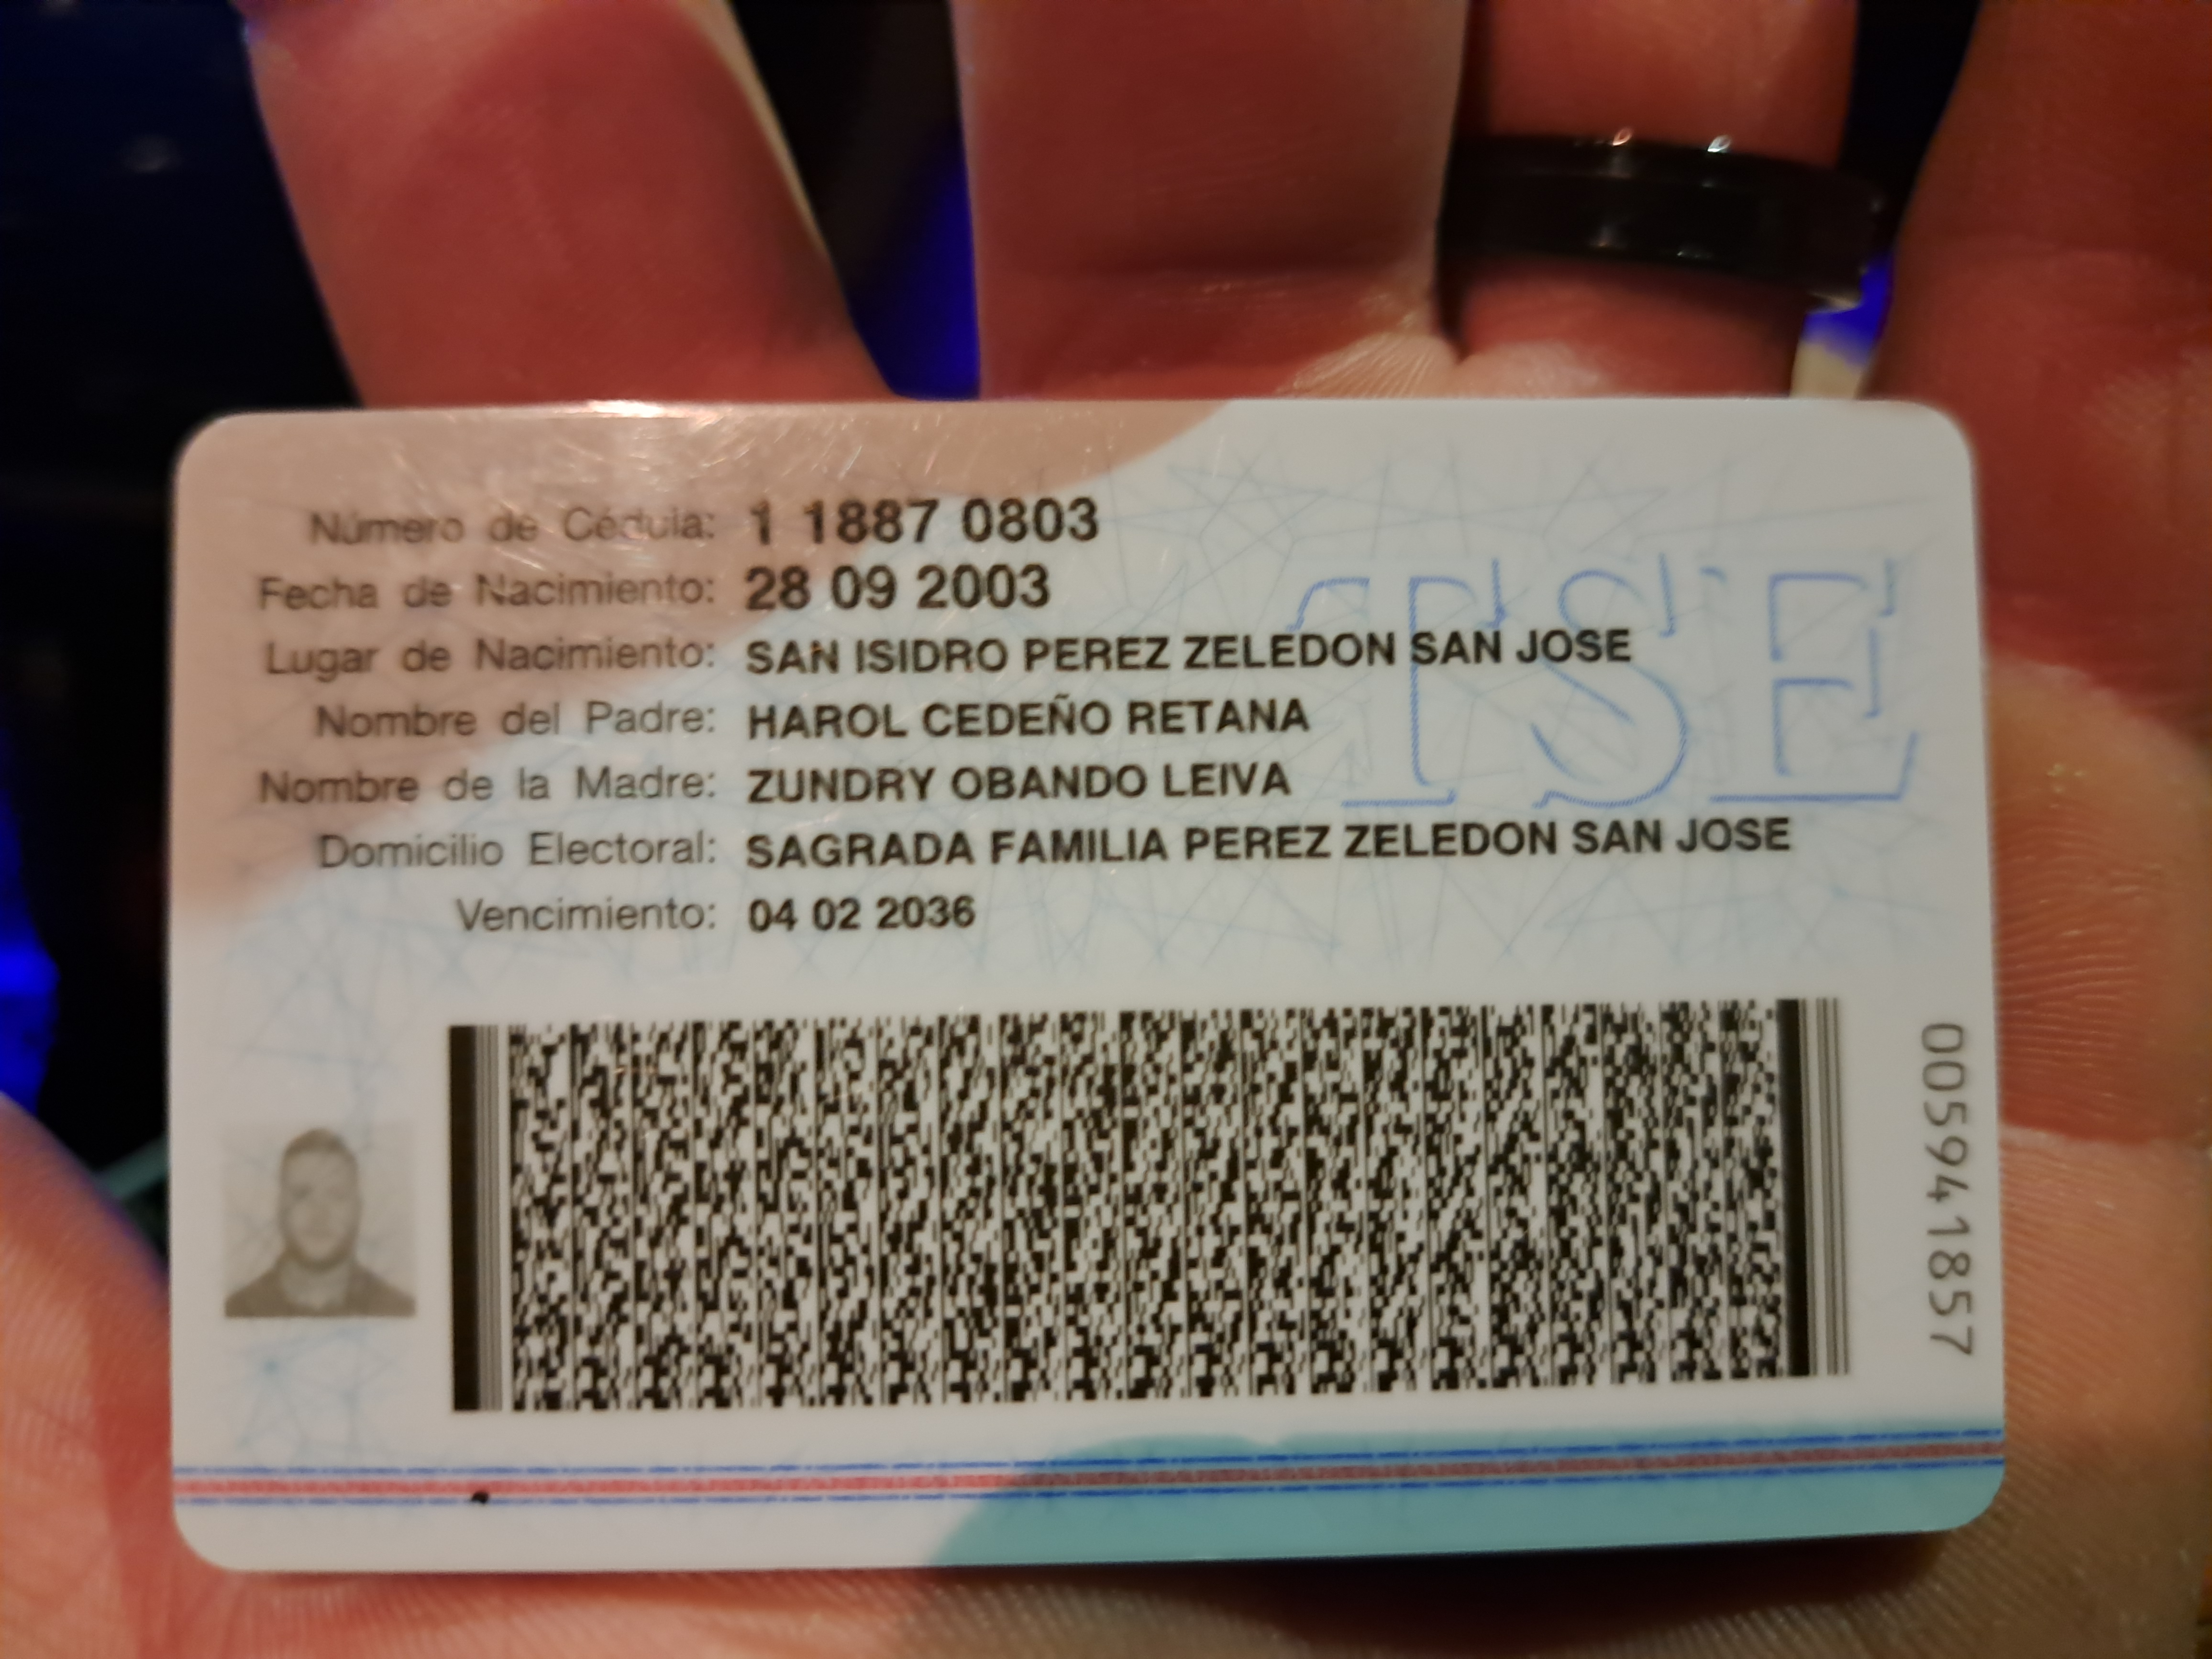 Número de Cédula: 1 1887 0803
Fecha de Nacimiento: 28 09 2003
Lugar de Nacimiento: SAN ISIDRO PEREZ ZELEDON SAN JOSE
Nombre del Padre: HAROL CEDEÑO RETANA
Nombre de la Madre: ZUNDRY OBANDO LEIVA
Domicilio Electoral: SAGRADA FAMILIA PEREZ ZELEDON SAN JOSE
Vencimiento: 04 02 2036
TSE
005941857